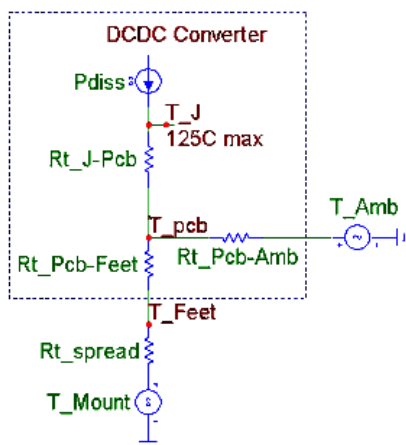 DCDC Converter
Pdiss
T_J
125C max
Rt_J-Pcb
T_pcb
T_Amb
Rt_Pcb-Feet
Rt_Pcb-Amb
T_Feet
Rt_spread
T_Mount